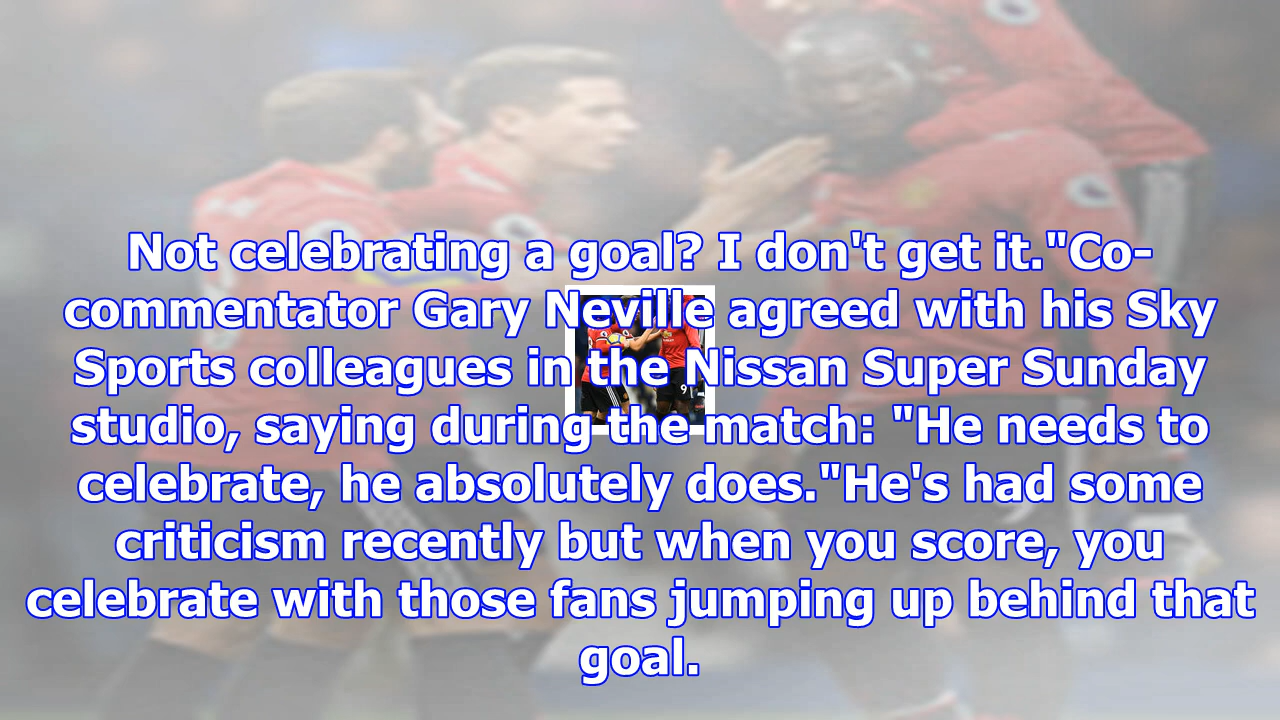 Not celebrating a goal? I don't get it."Co-
commentator Gary Neville agreed with his Sky
Sports colleagues in the Nissan Super Sunday
studio, saying during the match: "He needs to
celebrate, he absolutely does."He's had some
criticism recently but when you score, you
celebrate with those fans jumping up behind that
goal.
9